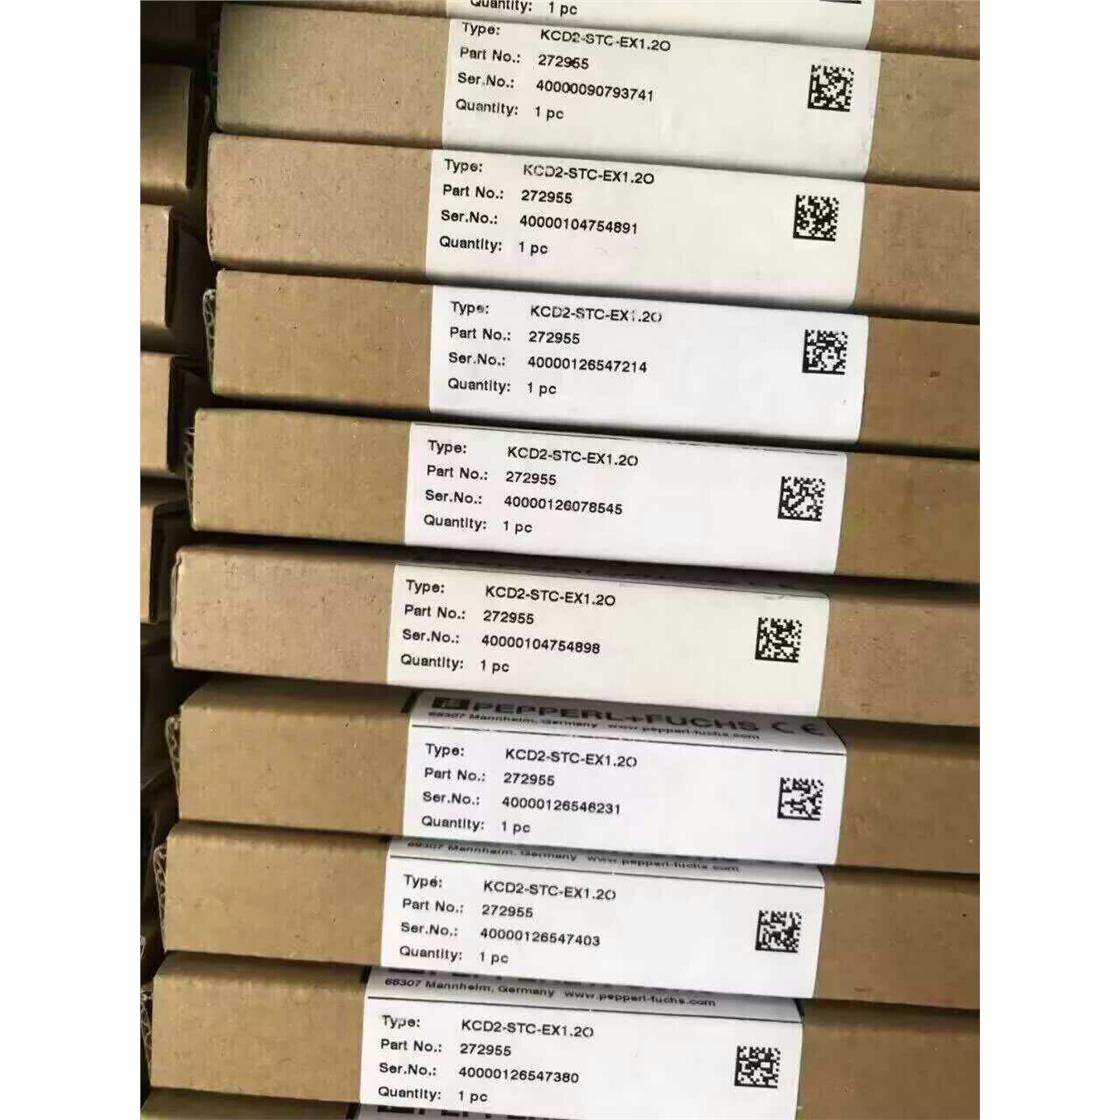 Quantity: 1 pc
Type: KCD2-STC-EX1.2O
Part No.: 272955
Ser.No.: 40000090793741
Quantity: 1 pc
Type: KCD2-STC-EX1.2O
Part No.: 272955
Ser.No.: 40000104754891
Quantity: 1 pc
Type: KCD2-STC-EX1.2O
Part No.: 272955
Ser.No.: 40000126547214
Quantity: 1 pc
Type: KCD2-STC-EX1.2O
Part No.: 272955
Ser.No.: 40000126078545
Quantity: 1 pc
Type: KCD2-STC-EX1.2O
Part No.: 272955
Ser.No.: 40000104754898
Quantity: 1 pc
PEPPERL+FUCHS CE
68307 Mannheim, Germany www.pepperl-fuchs.com
Type: KCD2-STC-EX1.2O
Part No.: 272955
Ser.No.: 40000126546231
Quantity: 1 pc
68307 Mannheim, Germany www.pepperl-fuchs.com
Type: KCD2-STC-EX1.2O
Part No.: 272955
Ser.No.: 40000126547403
Quantity: 1 pc
68307 Mannheim, Germany www.pepperl-fuchs.com
Type: KCD2-STC-EX1.2O
Part No.: 272955
Ser.No.: 40000126547380
Quantity: 1 pc